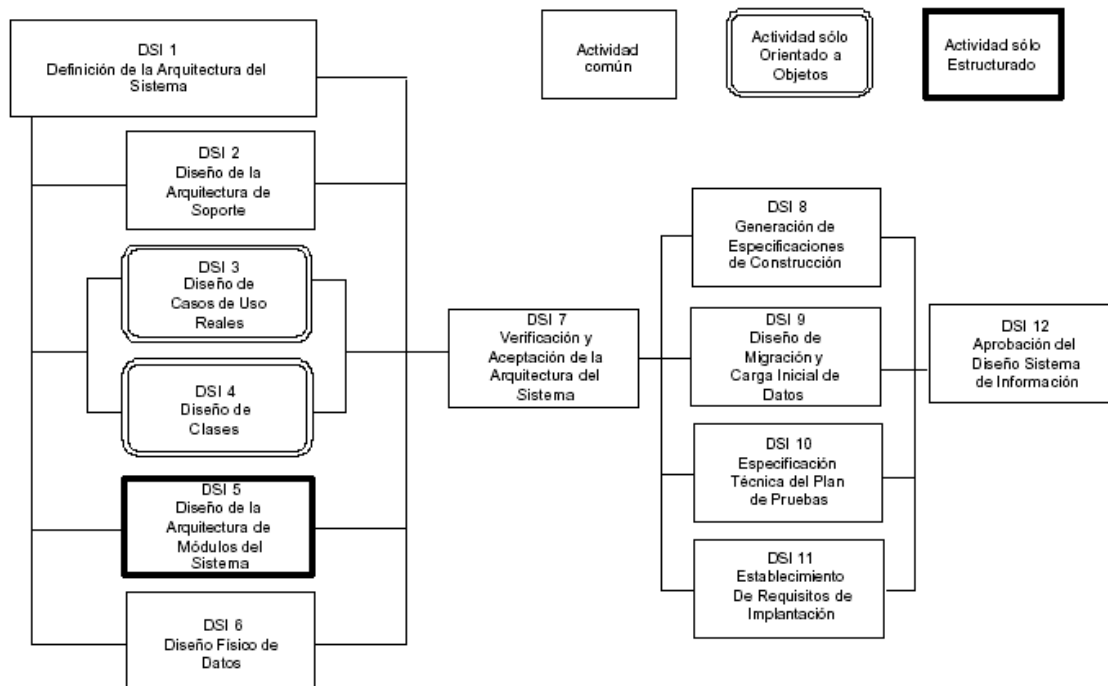 DSI 1
Definición de la Arquitectura del
Sistema
Actividad
común
Actividad sólo
Orientado a
Objetos
Actividad sólo
Estructurado
DSI 2
Diseño de la
Arquitectura de
Soporte
DSI 3
Diseño de
Casos de Uso
Reales
DSI 4
Diseño de
Clases
DSI 5
Diseño de la
Arquitectura de
Módulos del
Sistema
DSI 6
Diseño Físico de
Datos
DSI 7
Verificación y
Aceptación de la
Arquitectura del
Sistema
DSI 8
Generación de
Especificaciones
de Construcción
DSI 9
Diseño de
Migración y
Carga Inicial de
Datos
DSI 10
Especificación
Técnica del Plan
de Pruebas
DSI 11
Establecimiento
De Requisitos de
Implantación
DSI 12
Aprobación del
Diseño Sistema
de Información